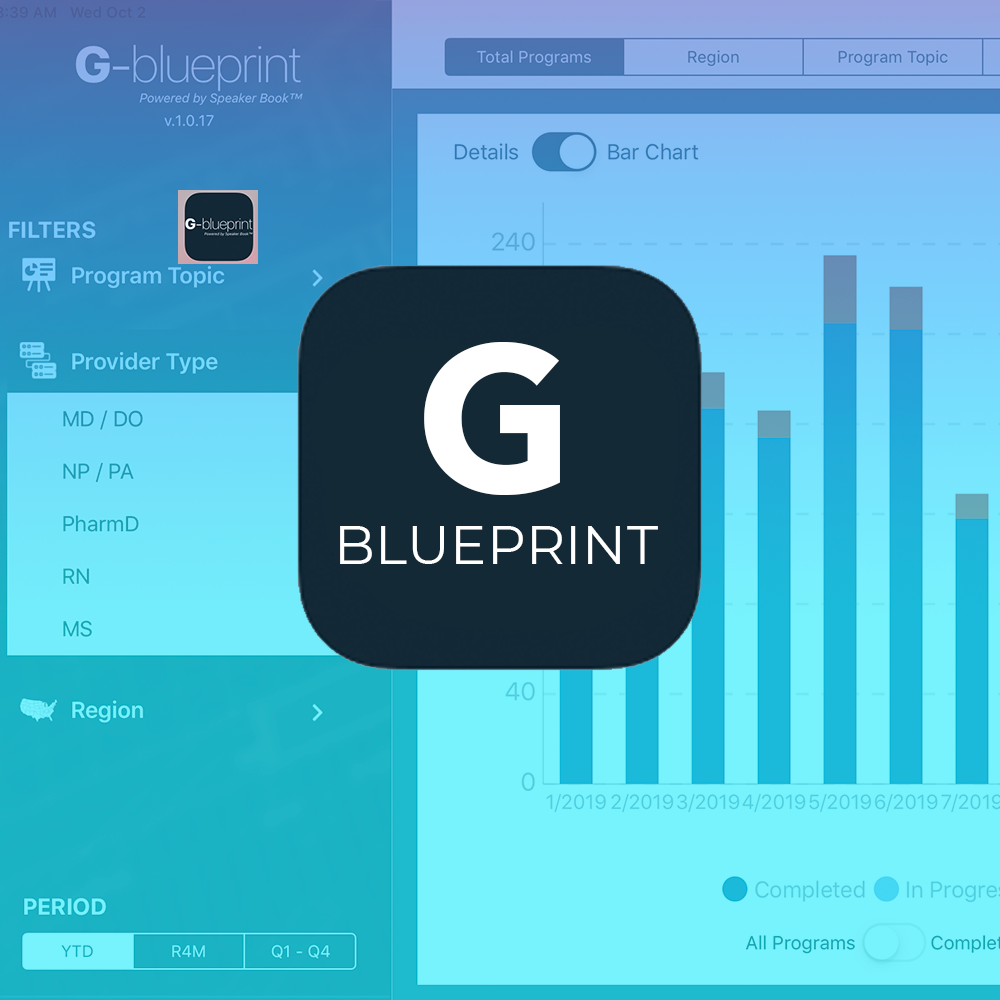 8:39 AM Wed Oct 2
G-blueprint
Powered by Speaker Book™
v.1.0.17
Total Programs
Region
Program Topic
Details
Bar Chart
G-blueprint
Powered by Speaker Book™
FILTERS
Program Topic
Provider Type
MD / DO
NP / PA
PharmD
RN
MS
Region
240
40
0
1/2019 2/2019 3/2019 4/2019 5/2019 6/2019 7/2019
G
BLUEPRINT
Completed
In Progres
All Programs
Complet
PERIOD
YTD
R4M
Q1 - Q4